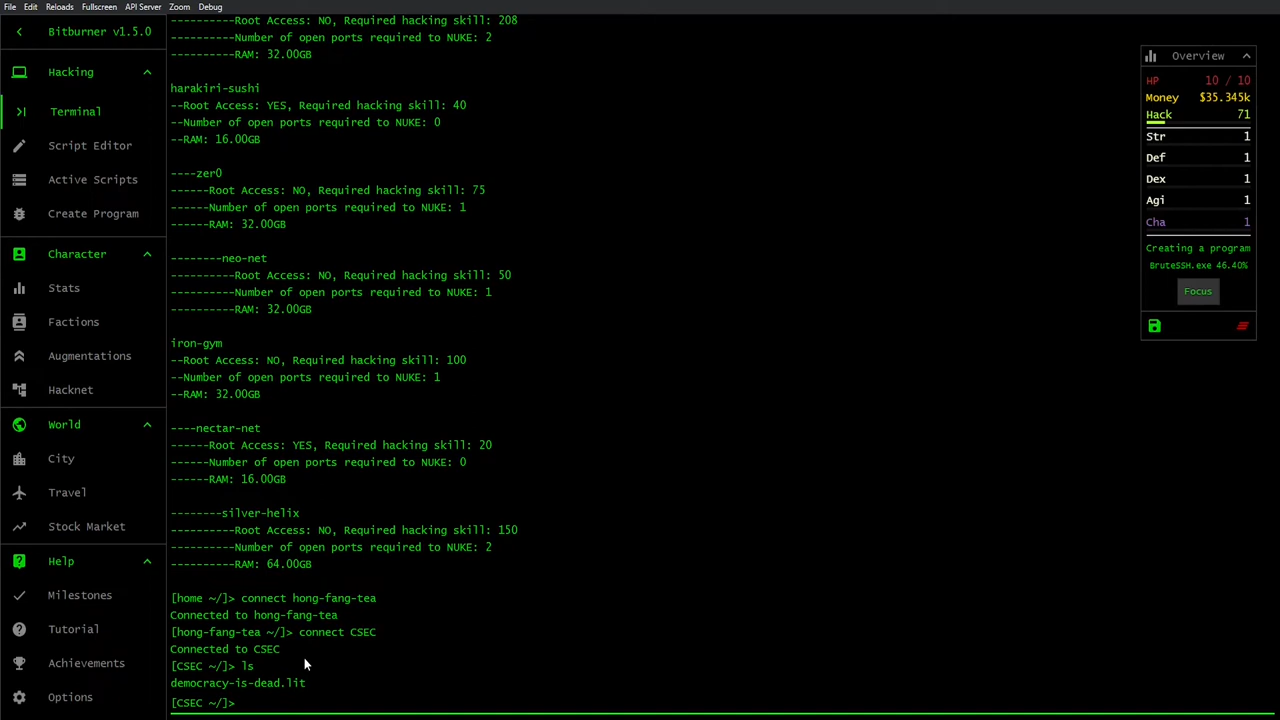 File Edit Reloads Fullscreen API Server Zoom Debug
Bitburner v1.5.0
Hacking
Terminal
Script Editor
Active Scripts
Create Program
Character
Stats
Factions
Augmentations
Hacknet
World
City
Travel
Stock Market
Help
Milestones
Tutorial
Achievements
Options
----------Root Access: NO, Required hacking skill: 208
----------Number of open ports required to NUKE: 2
----------RAM: 32.00GB
harakiri-sushi
--Root Access: YES, Required hacking skill: 40
--Number of open ports required to NUKE: 0
--RAM: 16.00GB
----zer0
------Root Access: NO, Required hacking skill: 75
------Number of open ports required to NUKE: 1
------RAM: 32.00GB
--------neo-net
----------Root Access: NO, Required hacking skill: 50
----------Number of open ports required to NUKE: 1
----------RAM: 32.00GB
iron-gym
--Root Access: NO, Required hacking skill: 100
--Number of open ports required to NUKE: 1
--RAM: 32.00GB
----nectar-net
------Root Access: YES, Required hacking skill: 20
------Number of open ports required to NUKE: 0
------RAM: 16.00GB
--------silver-helix
----------Root Access: NO, Required hacking skill: 150
----------Number of open ports required to NUKE: 2
----------RAM: 64.00GB
[home ~/]> connect hong-fang-tea
Connected to hong-fang-tea
[hong-fang-tea ~/]> connect CSEC
Connected to CSEC
[CSEC ~/]> ls
democracy-is-dead.lit
[CSEC ~/]>
Overview
HP 10 / 10
Money $35.345k
Hack 71
Str 1
Def 1
Dex 1
Agi 1
Cha 1
Creating a program
BruteSSH.exe 46.40%
Focus